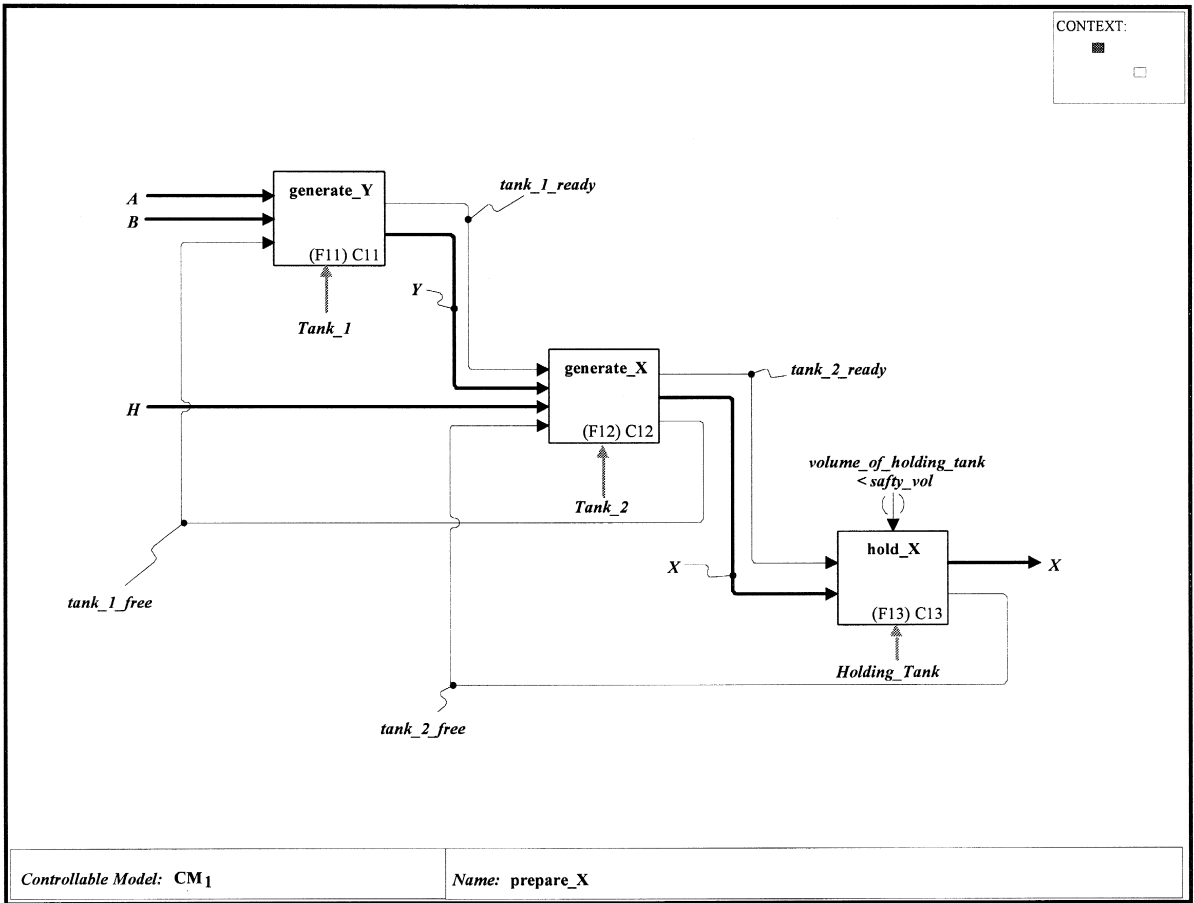 CONTEXT:
generate_Y
tank_1_ready
A
B
(F11) C11
Y
Tank_1
generate_X
tank_2_ready
H
(F12) C12
volume_of_holding_tank
< safty_vol
Tank_2
hold_X
X
X
tank_1_free
(F13) C13
Holding_Tank
tank_2_free
Controllable Model: CM1
Name: prepare_X